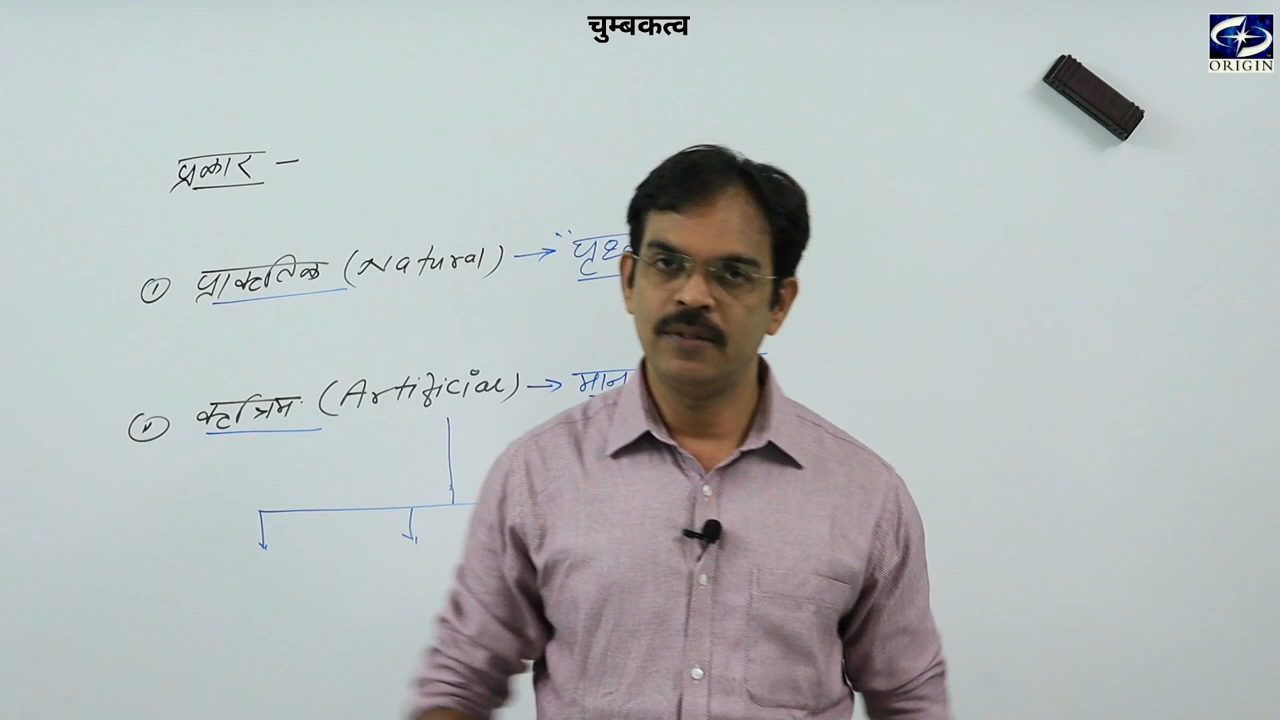 चुम्बकत्व
ORIGIN
प्रकार –
① प्राकृतिक (Natural) →
② कृत्रिम (Artificial) →